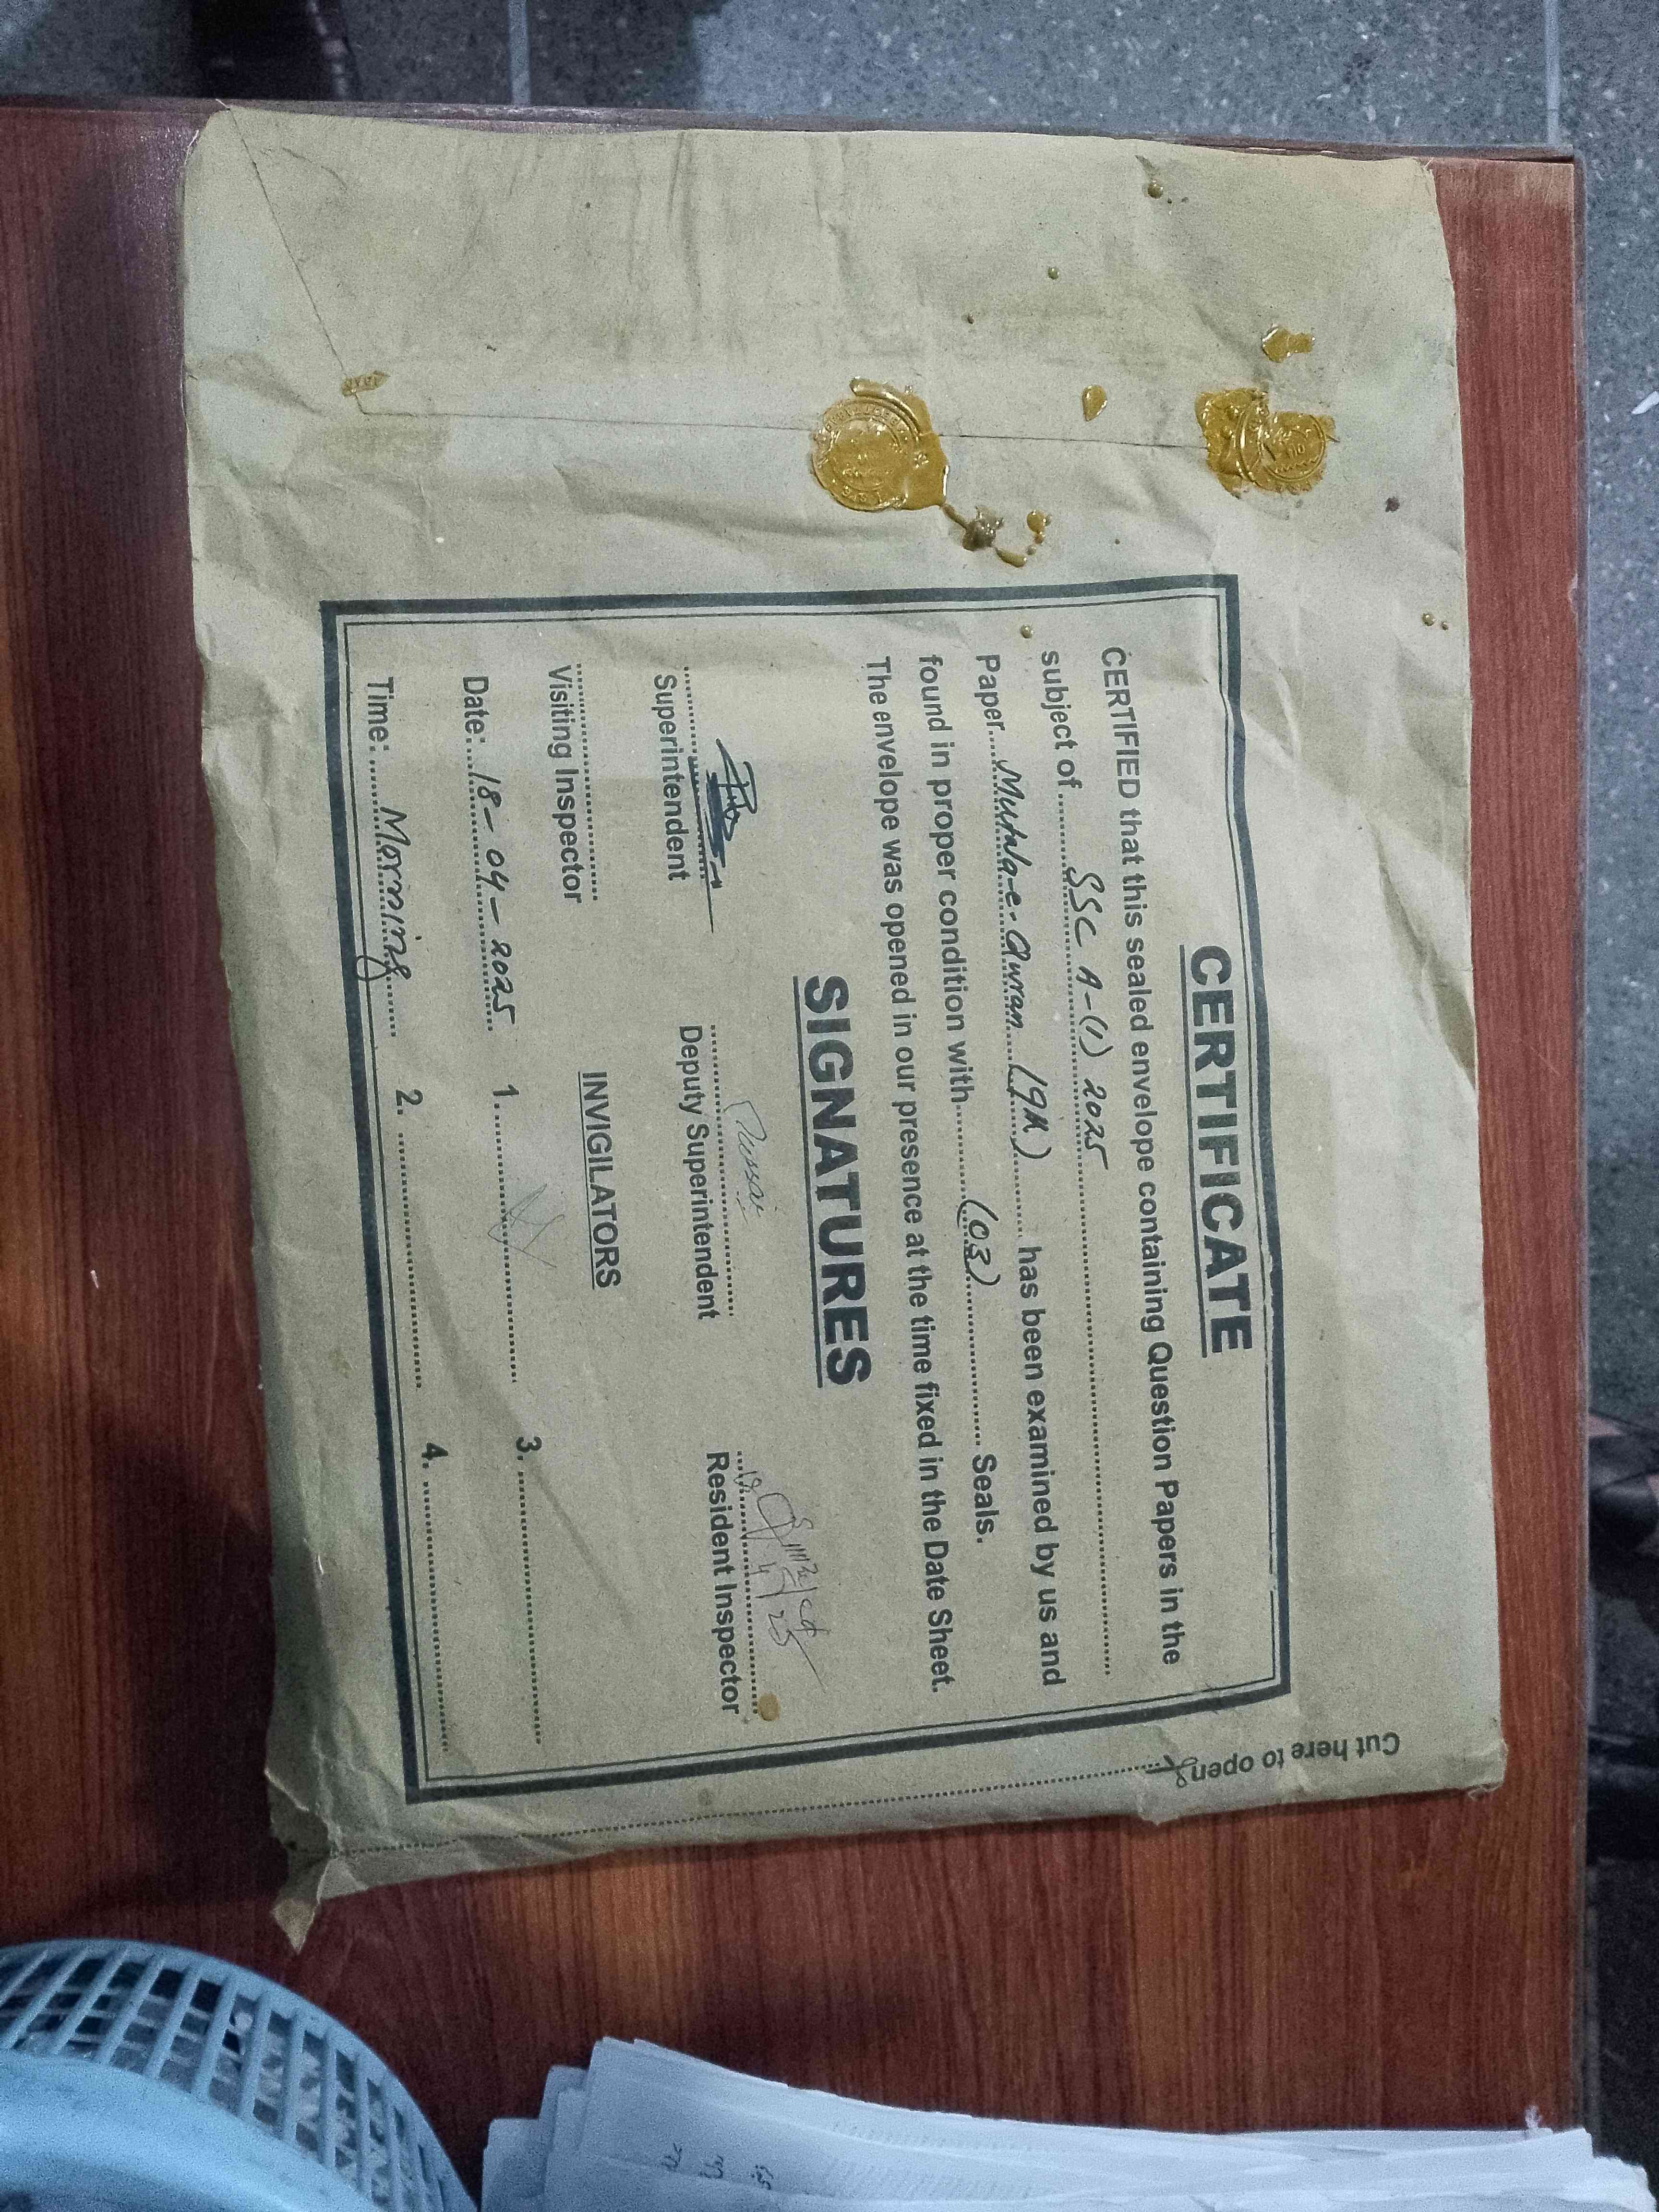 Cut here to open
CERTIFICATE
CERTIFIED that this sealed envelope containing Question Papers in the
subject of ........ SSC A-(1) 2025 ........
Paper.... Mutala-e-Quran (9th) ........ has been examined by us and
found in proper condition with........ (03) ........ Seals.
The envelope was opened in our presence at the time fixed in the Date Sheet.
SIGNATURES
Superintendent Deputy Superintendent Resident Inspector
Visiting Inspector INVIGILATORS
Date: 18-04-2025 1. ........ 3. ........
Time: Morning 2. ........ 4. ........